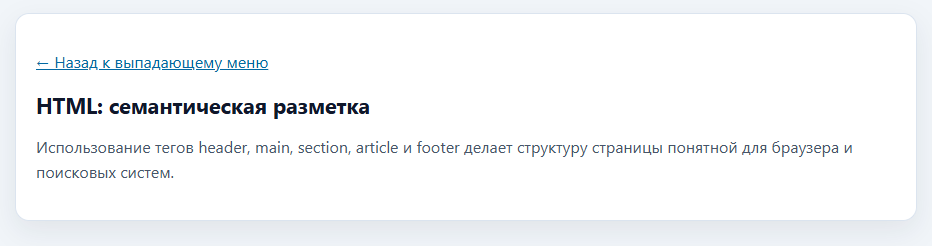 ← Назад к выпадающему меню
HTML: семантическая разметка
Использование тегов header, main, section, article и footer делает структуру страницы понятной для браузера и
поисковых систем.